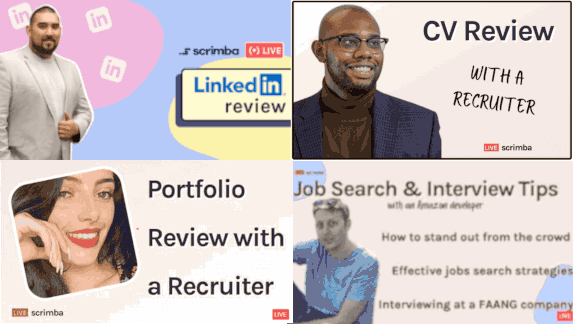 scrimba
LIVE
Linked in
review
CV Review
WITH A
RECRUITER
LIVE scrimba
Portfolio
Review with
a Recruiter
LIVE scrimba
LIVE
Job Search & Interview Tips
with an Amazon developer
How to stand out from the crowd
Effective jobs search strategies
Interviewing at a FAANG company
LIVE